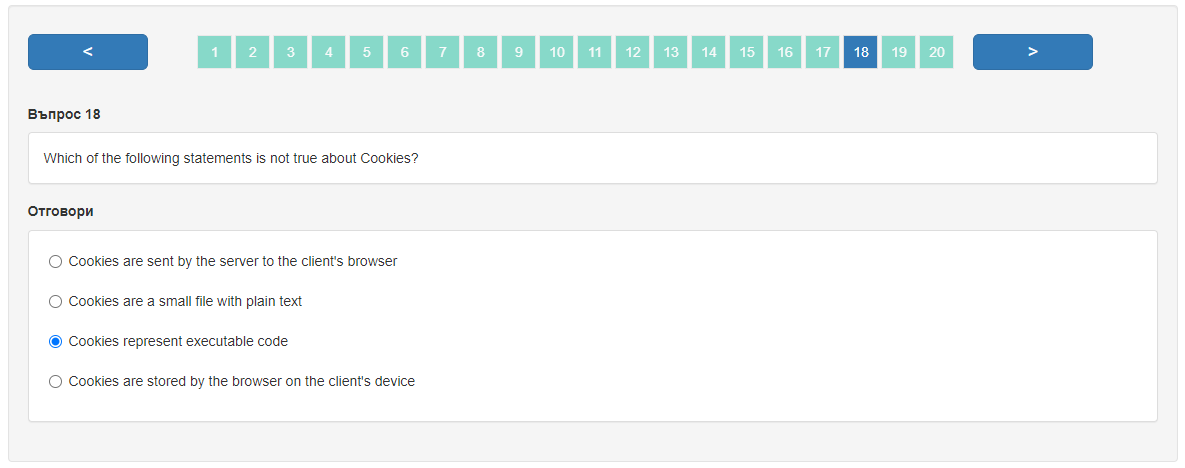 < 1 2 3 4 5 6 7 8 9 10 11 12 13 14 15 16 17 18 19 20 >
Въпрос 18
Which of the following statements is not true about Cookies?
Отговори
Cookies are sent by the server to the client's browser
Cookies are a small file with plain text
Cookies represent executable code
Cookies are stored by the browser on the client's device